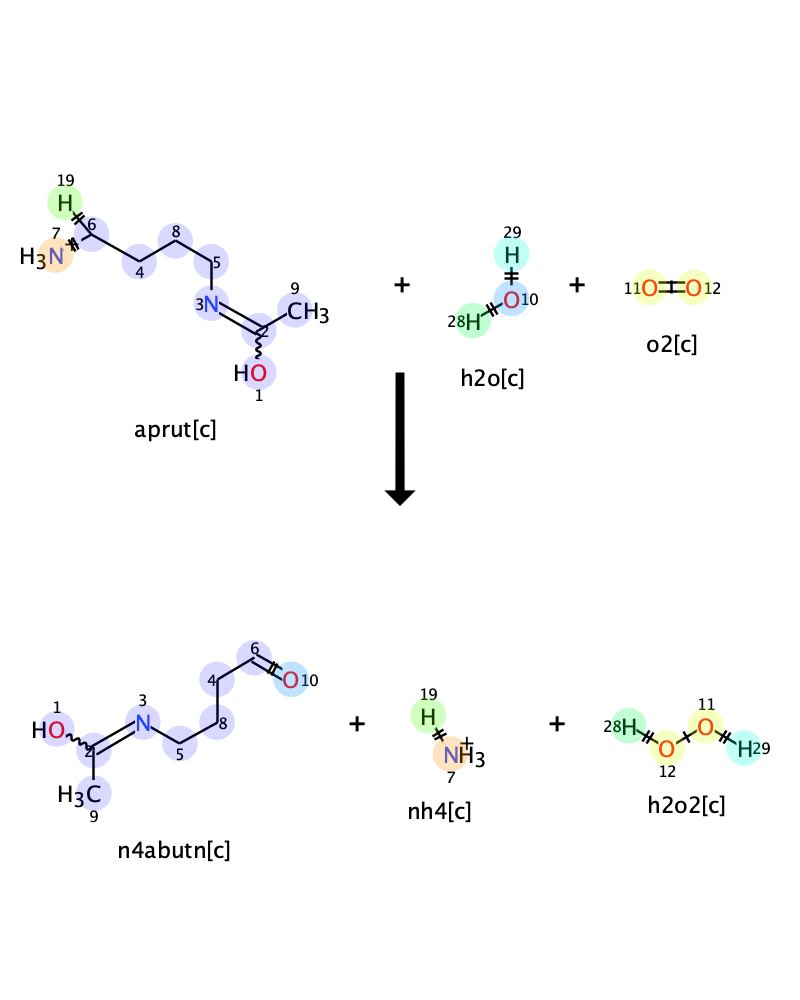 19
H
7
6
8
H3N
4
5
9
3N
CH3
2
HO
1
aprut[c]
+
29
H
28H
O10
h2o[c]
+
11O
O12
o2[c]
6
4
O10
1
3
HO
N
2
5
8
H3C
9
n4abutn[c]
+
19
H
+
NH3
7
nh4[c]
+
11
28H
O
O
H29
12
h2o2[c]